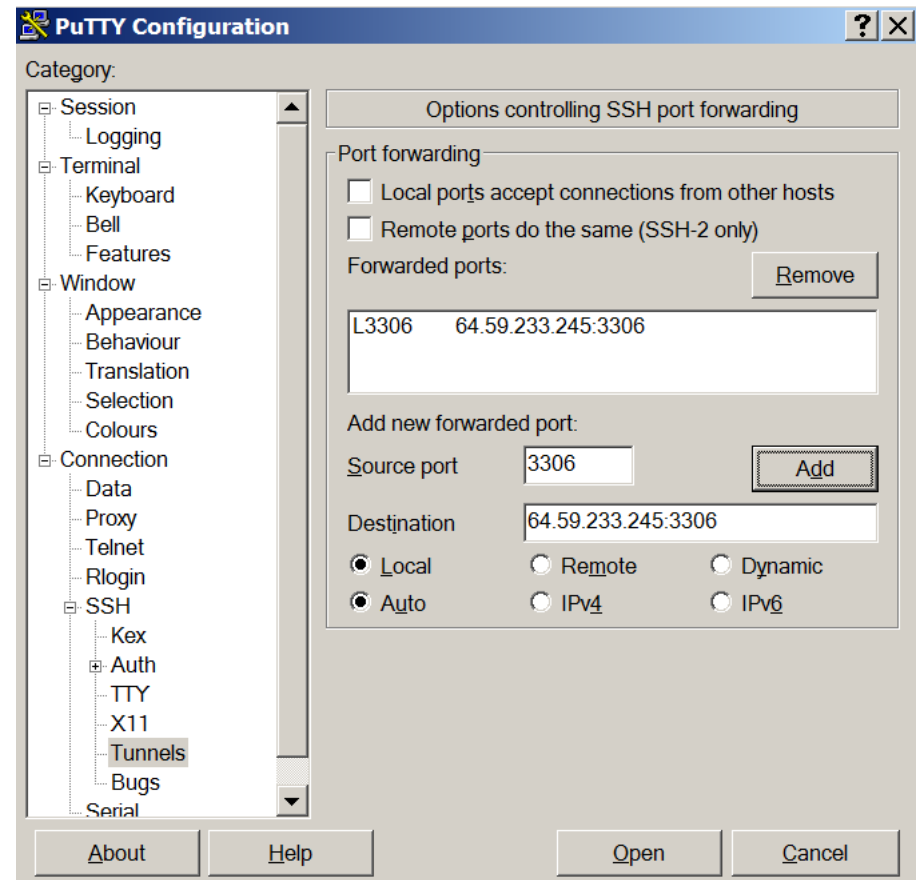 PuTTY Configuration
?
Category:
Session
Logging
Terminal
Keyboard
Bell
Features
Window
Appearance
Behaviour
Translation
Selection
Colours
Connection
Data
Proxy
Telnet
Rlogin
SSH
Kex
Auth
TTY
X11
Tunnels
Bugs
Serial
Options controlling SSH port forwarding
Port forwarding
Local ports accept connections from other hosts
Remote ports do the same (SSH-2 only)
Forwarded ports:
Remove
L3306 64.59.233.245:3306
Add new forwarded port:
Source port 3306 Add
Destination 64.59.233.245:3306
Local Remote Dynamic
Auto IPv4 IPv6
About Help Open Cancel